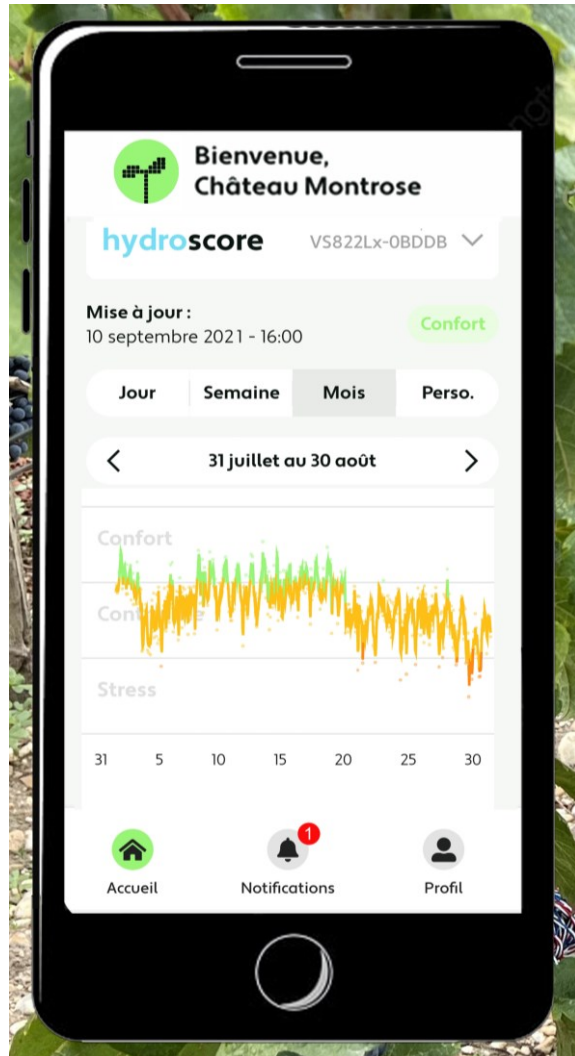 Bienvenue,
Château Montrose
hydroscore VS822Lx-0BDDB
Mise à jour :
10 septembre 2021 - 16:00
Confort
Jour Semaine Mois Perso.
31 juillet au 30 août
Confort
Stress
31 5 10 15 20 25 30
1
Accueil Notifications Profil